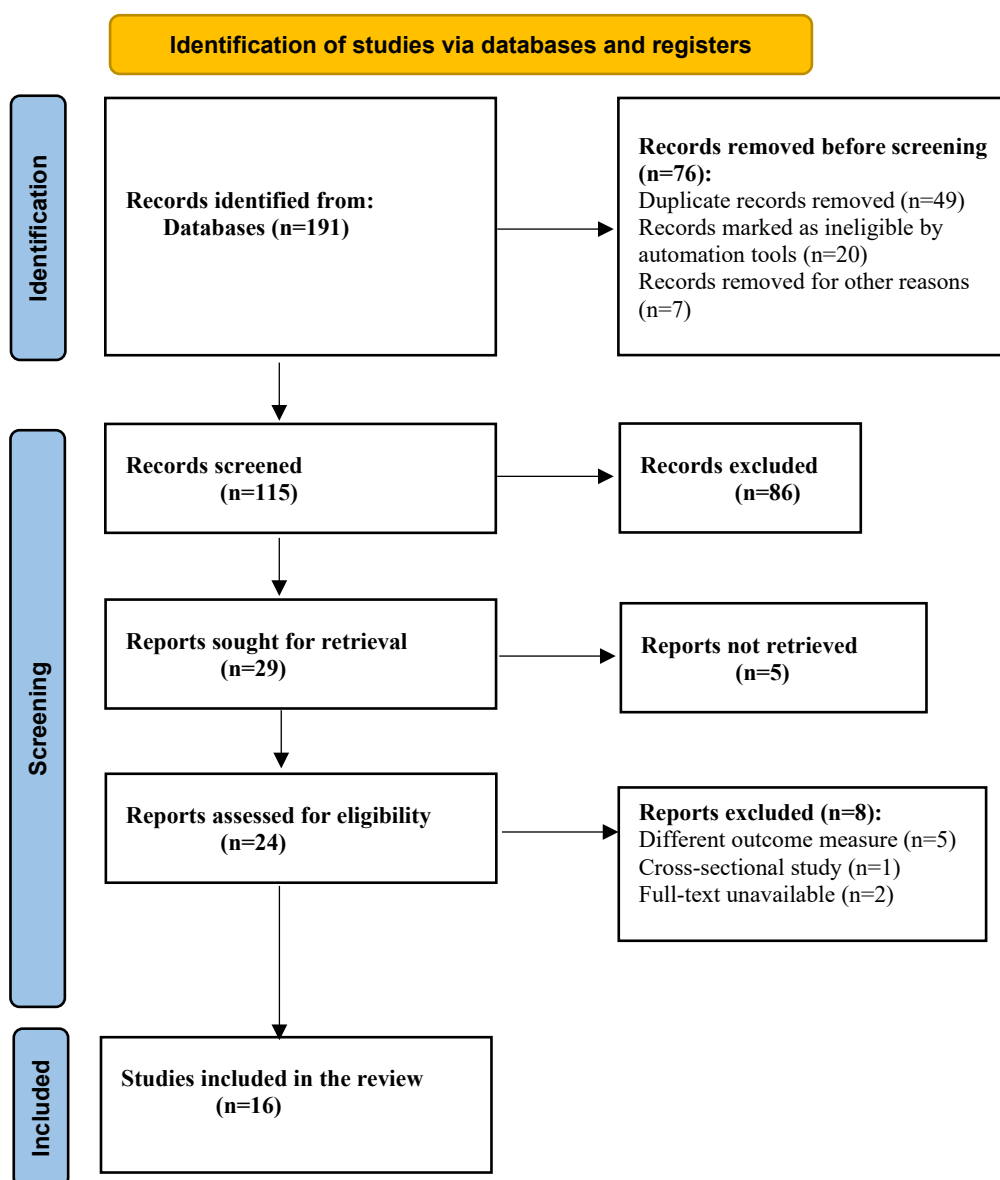 Identification of studies via databases and registers
Identification
Records identified from:
Databases (n=191)
Records removed before screening
(n=76):
Duplicate records removed (n=49)
Records marked as ineligible by
automation tools (n=20)
Records removed for other reasons
(n=7)
Screening
Records screened
(n=115)
Records excluded
(n=86)
Reports sought for retrieval
(n=29)
Reports not retrieved
(n=5)
Reports assessed for eligibility
(n=24)
Reports excluded (n=8):
Different outcome measure (n=5)
Cross-sectional study (n=1)
Full-text unavailable (n=2)
Included
Studies included in the review
(n=16)